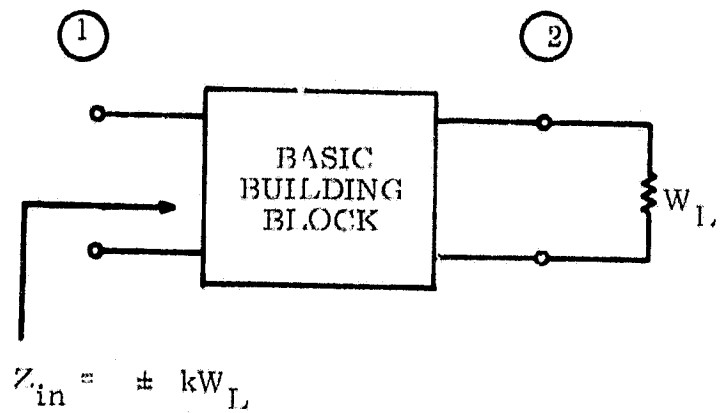 1
2
BASIC
BUILDING
BLOCK
W_L
Z_in = ± kW_L